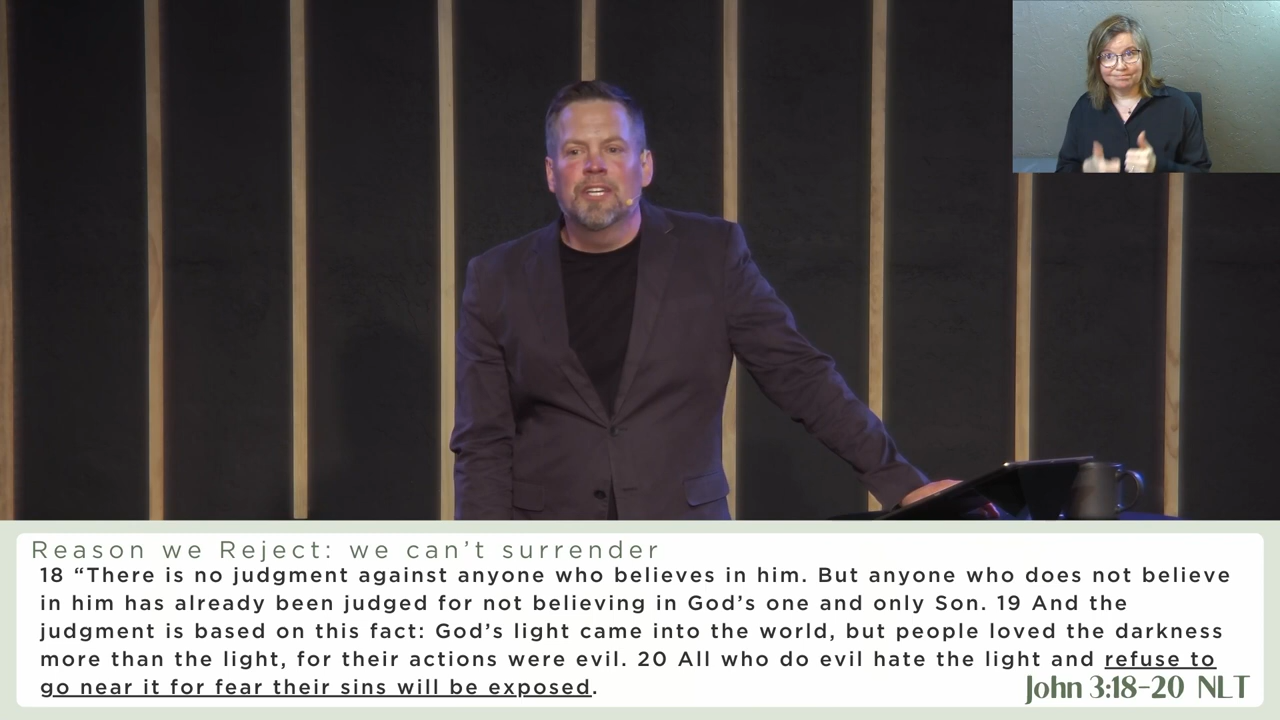 Reason we Reject: we can't surrender
18 “There is no judgment against anyone who believes in him. But anyone who does not believe
in him has already been judged for not believing in God’s one and only Son. 19 And the
judgment is based on this fact: God’s light came into the world, but people loved the darkness
more than the light, for their actions were evil. 20 All who do evil hate the light and refuse to
go near it for fear their sins will be exposed.
John 3:18-20 NLT